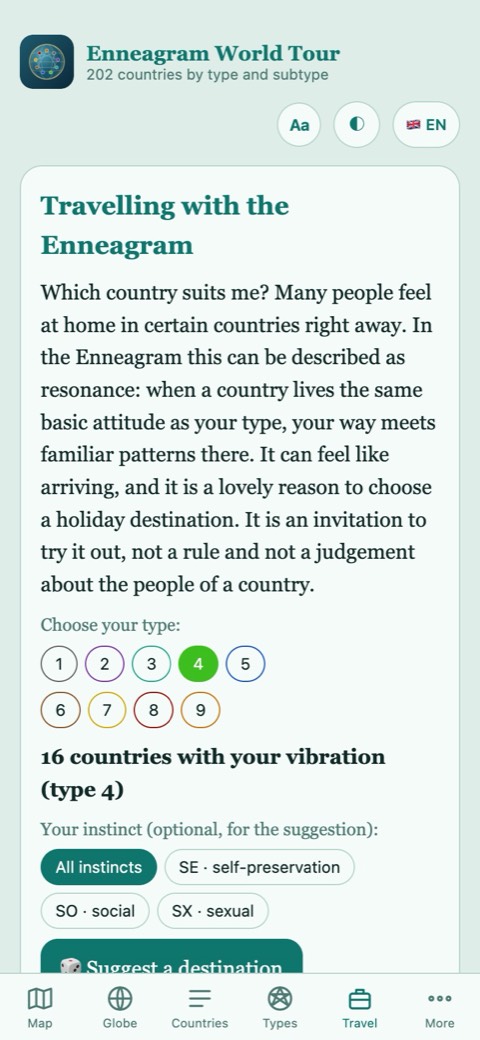 Enneagram World Tour
202 countries by type and subtype
Aa
EN
Travelling with the
Enneagram
Which country suits me? Many people feel
at home in certain countries right away. In
the Enneagram this can be described as
resonance: when a country lives the same
basic attitude as your type, your way meets
familiar patterns there. It can feel like
arriving, and it is a lovely reason to choose
a holiday destination. It is an invitation to
try it out, not a rule and not a judgement
about the people of a country.
Choose your type:
1 2 3 4 5
6 7 8 9
16 countries with your vibration
(type 4)
Your instinct (optional, for the suggestion):
All instincts SE · self-preservation
SO · social SX · sexual
Suggest a destination
Map Globe Countries Types Travel More